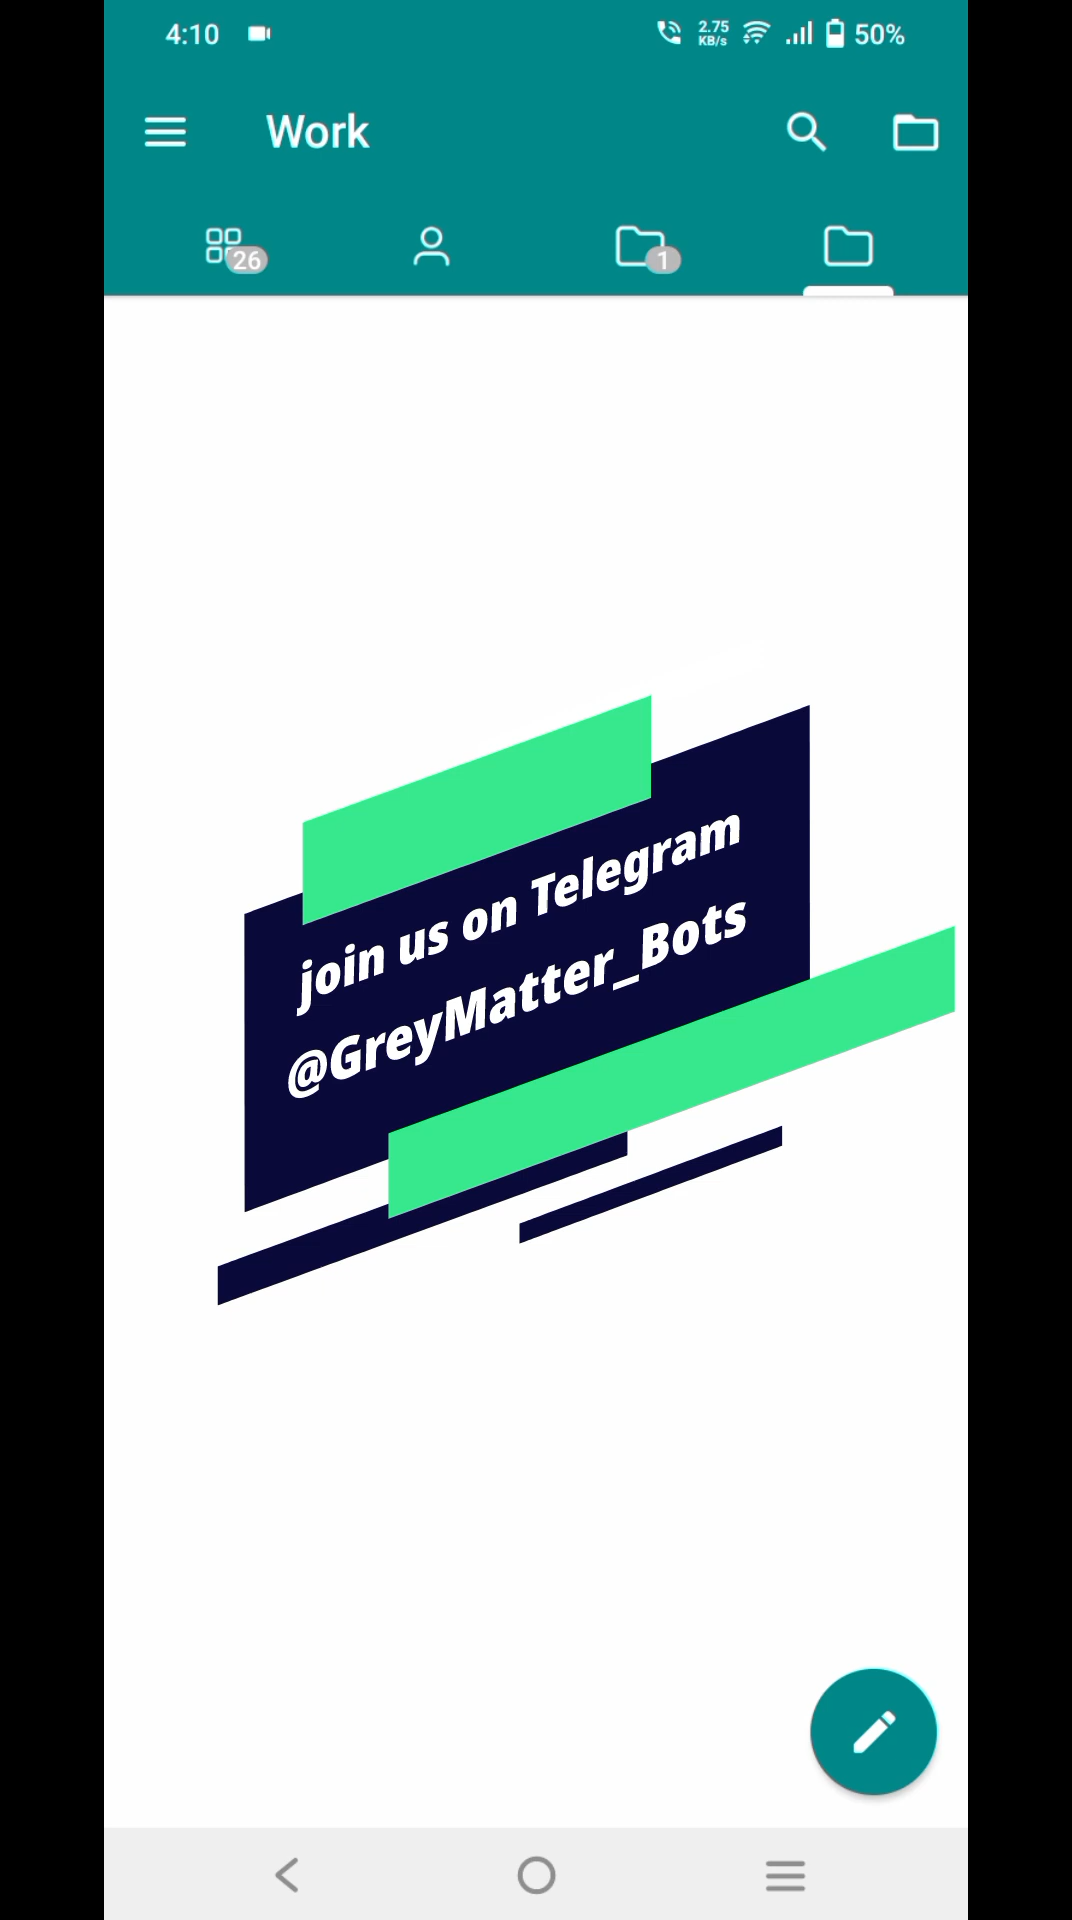 4:10
2.75
KB/s
50%
Work
26
1
join us on Telegram
@GreyMatter_Bots